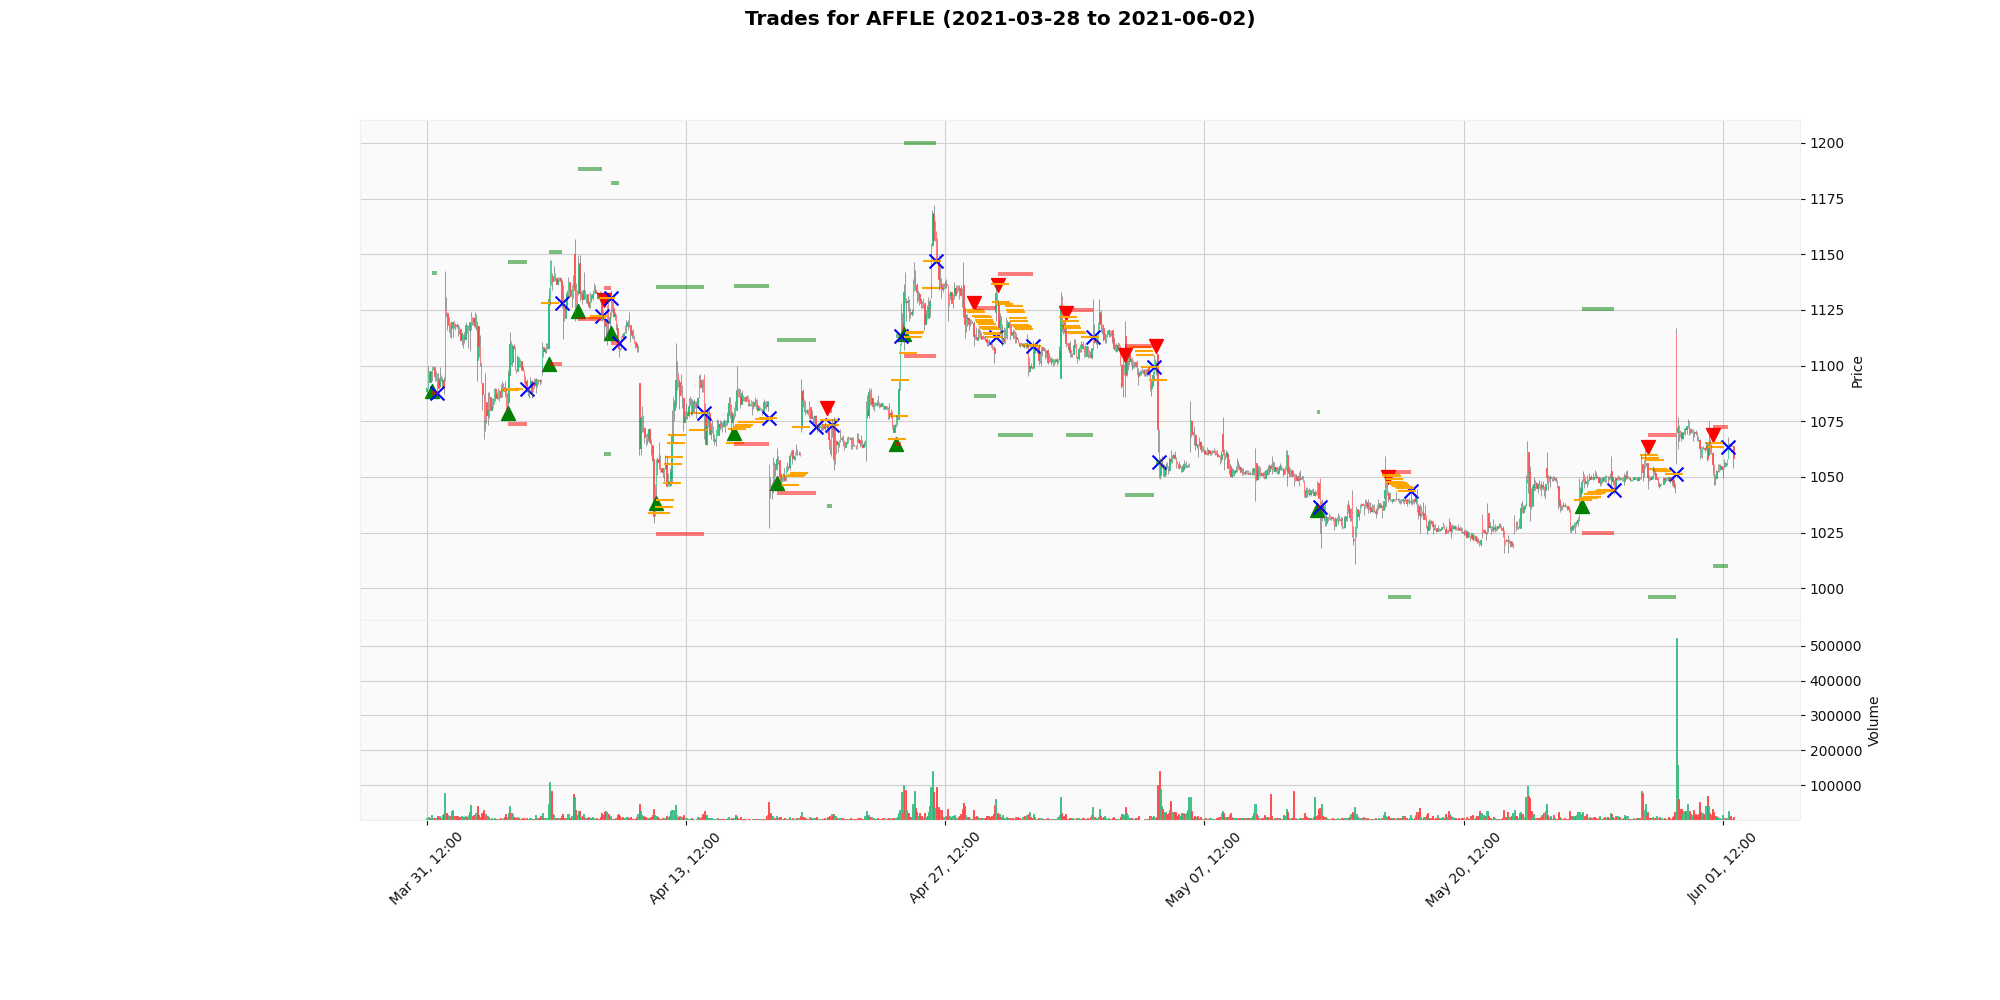 Trades for AFFLE (2021-03-28 to 2021-06-02)
1200
1175
1150
1125
1100
1075
1050
1025
1000
Price
500000
400000
300000
200000
100000
Volume
Mar 31, 12:00
Apr 13, 12:00
Apr 27, 12:00
May 07, 12:00
May 20, 12:00
Jun 01, 12:00